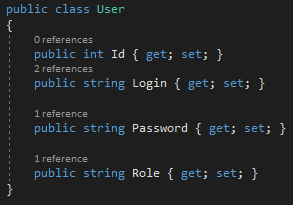 public class User
{
0 references
public int Id { get; set; }
2 references
public string Login { get; set; }
1 reference
public string Password { get; set; }
1 reference
public string Role { get; set; }
}